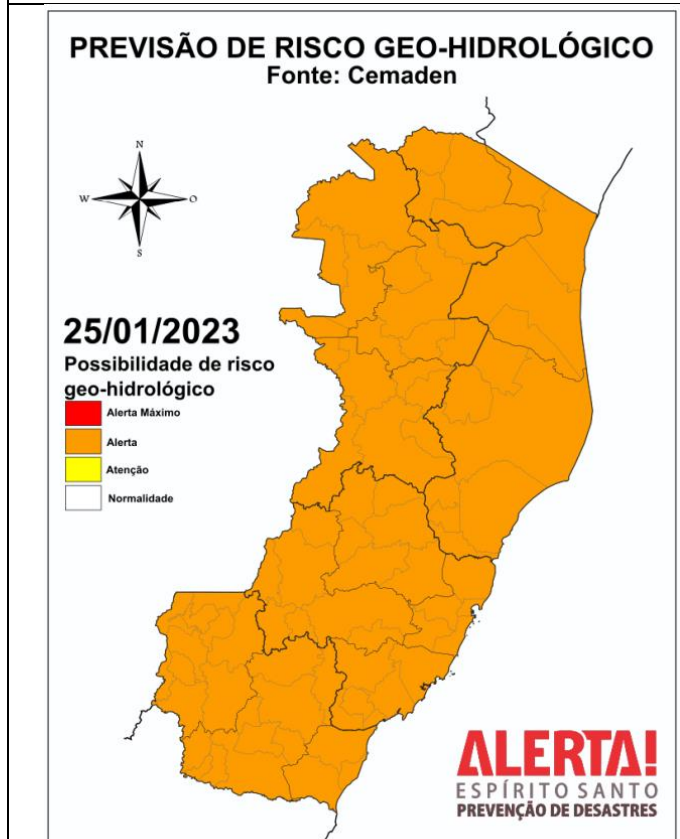 PREVISÃO DE RISCO GEO-HIDROLÓGICO
Fonte: Cemaden
N
W
O
S
25/01/2023
Possibilidade de risco
geo-hidrológico
Alerta Máximo
Alerta
Atenção
Normalidade
ALERTA!
ESPÍRITO SANTO
PREVENÇÃO DE DESASTRES